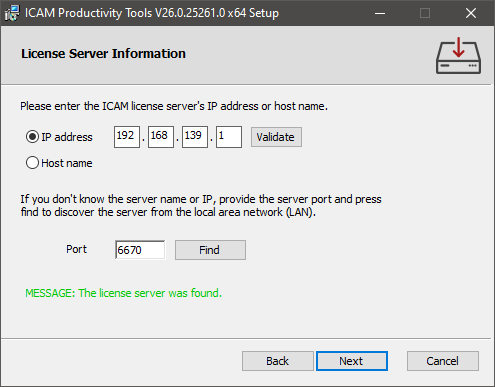 ICAM Productivity Tools V26.0.25261.0 x64 Setup
License Server Information
Please enter the ICAM license server's IP address or host name.
IP address 192 . 168 . 139 . 1 Validate
Host name
If you don't know the server name or IP, provide the server port and press
find to discover the server from the local area network (LAN).
Port 6670 Find
MESSAGE: The license server was found.
Back Next Cancel